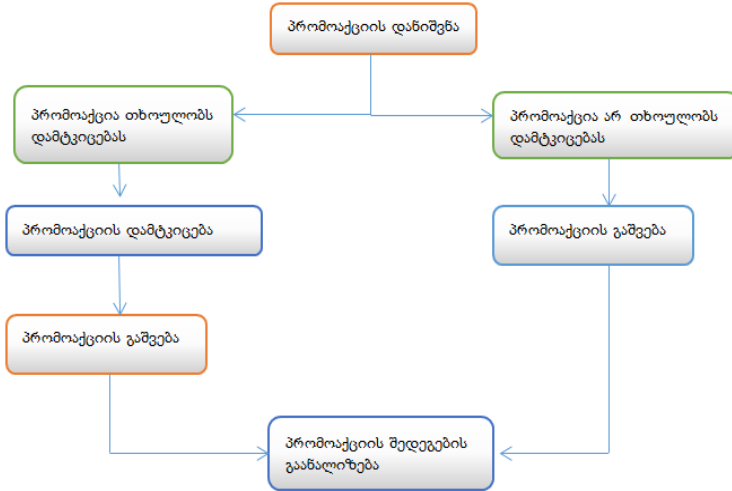 პრომოაქციის დანიშვნა
პრომოაქცია თხოულობს
დამტკიცებას
პრომოაქცია არ თხოულობს
დამტკიცებას
პრომოაქციის დამტკიცება
პრომოაქციის გაშვება
პრომოაქციის გაშვება
პრომოაქციის შედეგების
გაანალიზება